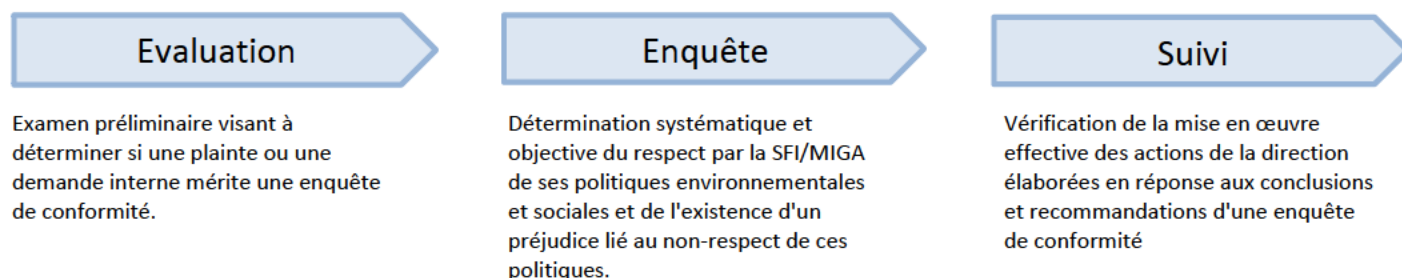 Evaluation
Examen préliminaire visant à
déterminer si une plainte ou une
demande interne mérite une enquête
de conformité.
Enquête
Détermination systématique et
objective du respect par la SFI/MIGA
de ses politiques environnementales
et sociales et de l'existence d'un
préjudice lié au non-respect de ces
politiques.
Suivi
Vérification de la mise en œuvre
effective des actions de la direction
élaborées en réponse aux conclusions
et recommandations d'une enquête
de conformité